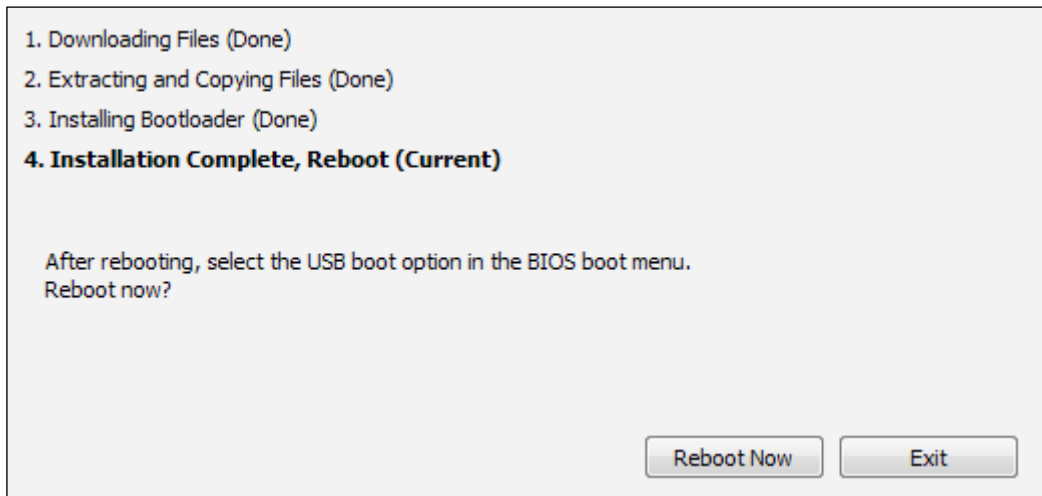 1. Downloading Files (Done)
2. Extracting and Copying Files (Done)
3. Installing Bootloader (Done)
4. Installation Complete, Reboot (Current)
After rebooting, select the USB boot option in the BIOS boot menu.
Reboot now?
Reboot Now
Exit